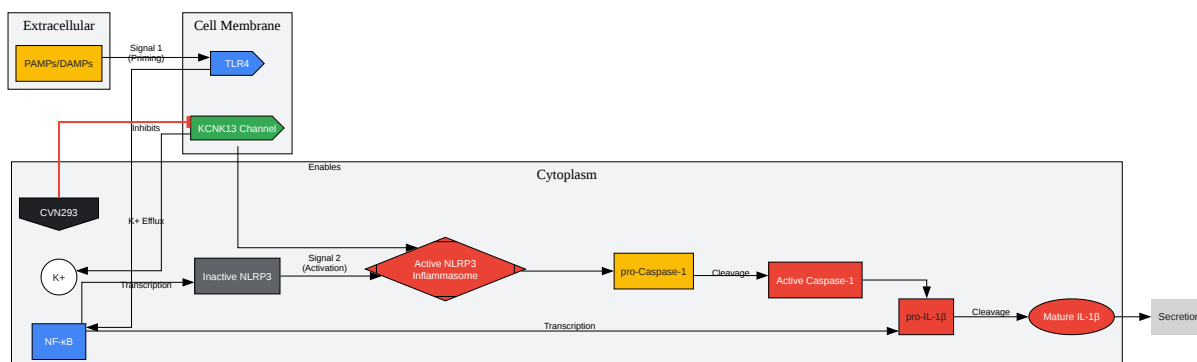 Extracellular
Cell Membrane
PAMPs/DAMPs
Signal 1
(Priming)
TLR4
Inhibits
KCNK13 Channel
Enables
Cytoplasm
CVN293
K+ Efflux
K+
Transcription
Inactive NLRP3
Signal 2
(Activation)
Active NLRP3
Inflammasome
pro-Caspase-1
Cleavage
Active Caspase-1
NF-κB
Transcription
pro-IL-1β
Cleavage
Mature IL-1β
Secretion